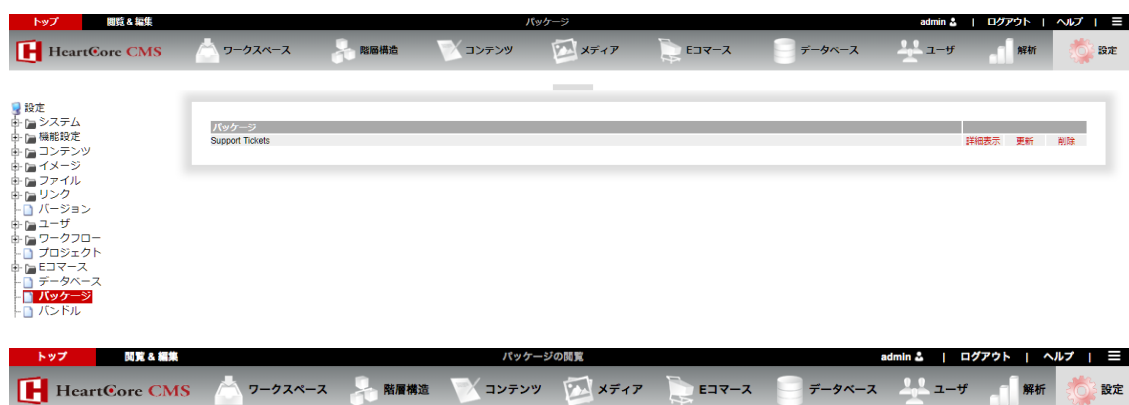 トップ 閲覧 & 編集 パッケージ admin | ログアウト | ヘルプ |
HeartCore CMS ワークスペース 階層構造 コンテンツ メディア Eコマース データベース ユーザ 解析 設定
設定
システム
機能設定
コンテンツ
イメージ
ファイル
リンク
バージョン
ユーザ
ワークフロー
プロジェクト
Eコマース
データベース
パッケージ
バンドル
パッケージ
Support Tickets 詳細表示 更新 削除
トップ 閲覧 & 編集 パッケージの閲覧 admin | ログアウト | ヘルプ |
HeartCore CMS ワークスペース 階層構造 コンテンツ メディア Eコマース データベース ユーザ 解析 設定